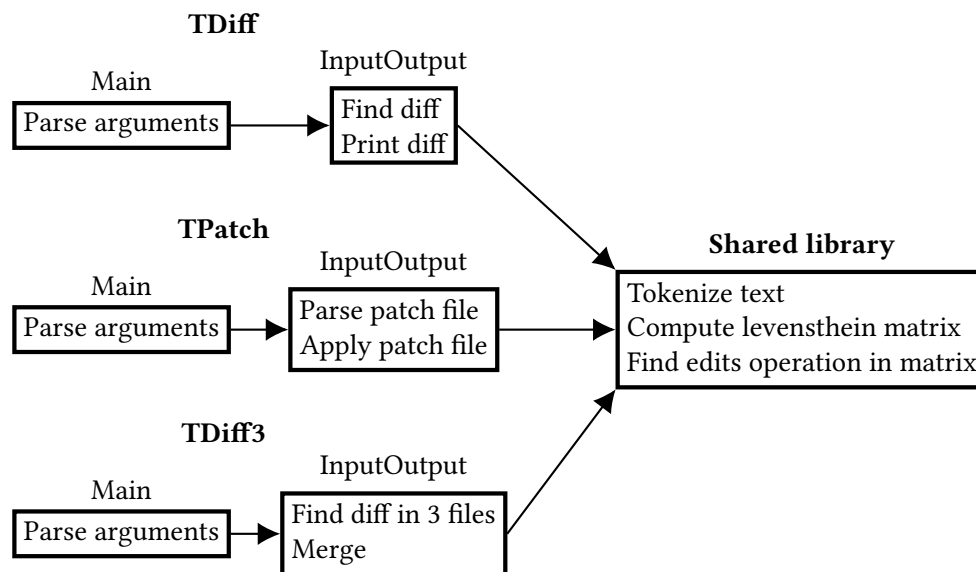 TDiff
Main
Parse arguments
InputOutput
Find diff
Print diff
TPatch
Main
Parse arguments
InputOutput
Parse patch file
Apply patch file
TDiff3
Main
Parse arguments
InputOutput
Find diff in 3 files
Merge
Shared library
Tokenize text
Compute levensthein matrix
Find edits operation in matrix